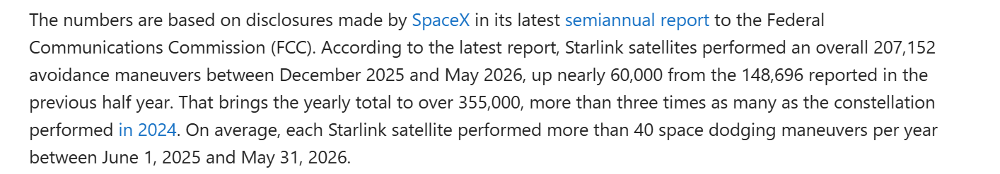 The numbers are based on disclosures made by SpaceX in its latest semiannual report to the Federal
Communications Commission (FCC). According to the latest report, Starlink satellites performed an overall 207,152
avoidance maneuvers between December 2025 and May 2026, up nearly 60,000 from the 148,696 reported in the
previous half year. That brings the yearly total to over 355,000, more than three times as many as the constellation
performed in 2024. On average, each Starlink satellite performed more than 40 space dodging maneuvers per year
between June 1, 2025 and May 31, 2026.